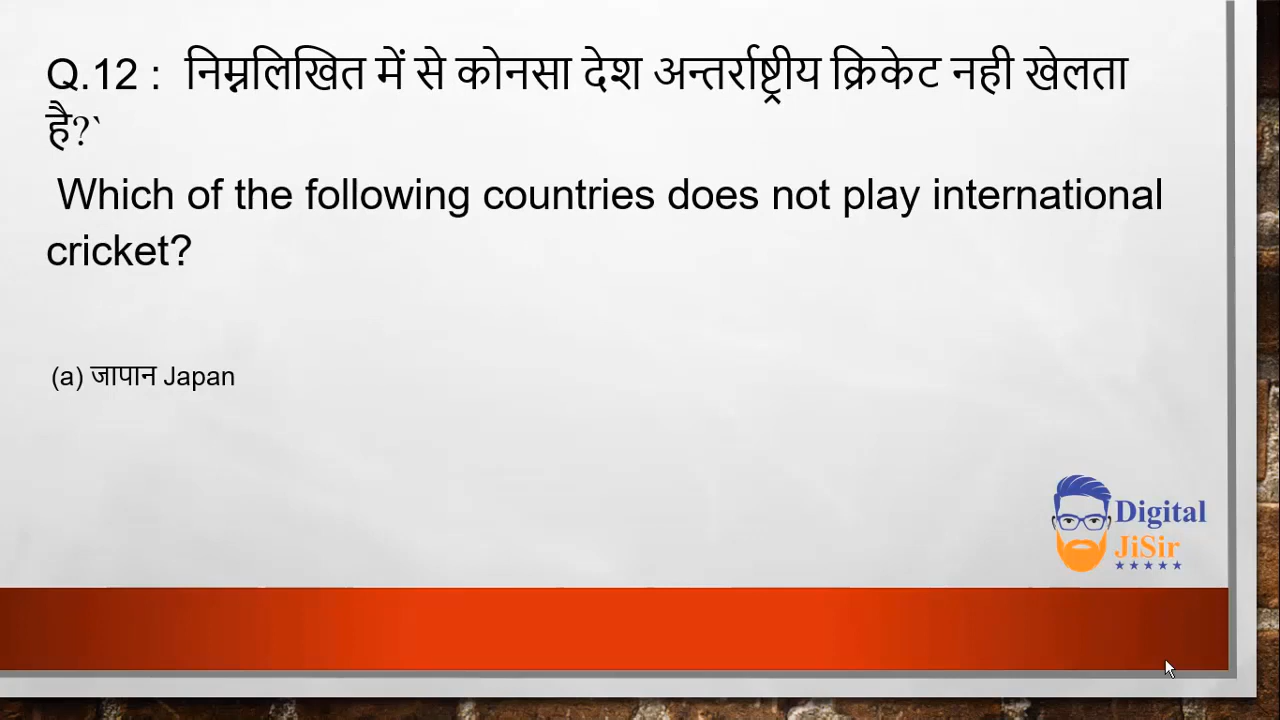 Q.12 :  निम्नलिखित में से कोनसा देश अन्तर्राष्ट्रीय क्रिकेट नही खेलता
है?`
Which of the following countries does not play international
cricket?
(a) जापान Japan
Digital
JiSir